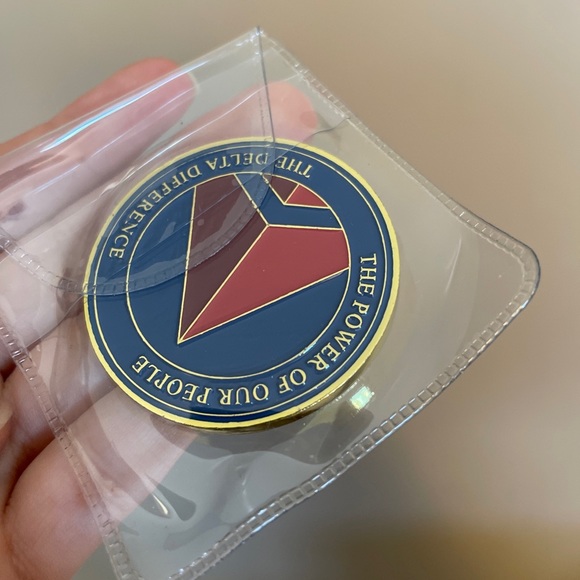 THE DELTA DIFFERENCE
THE POWER OF OUR PEOPLE